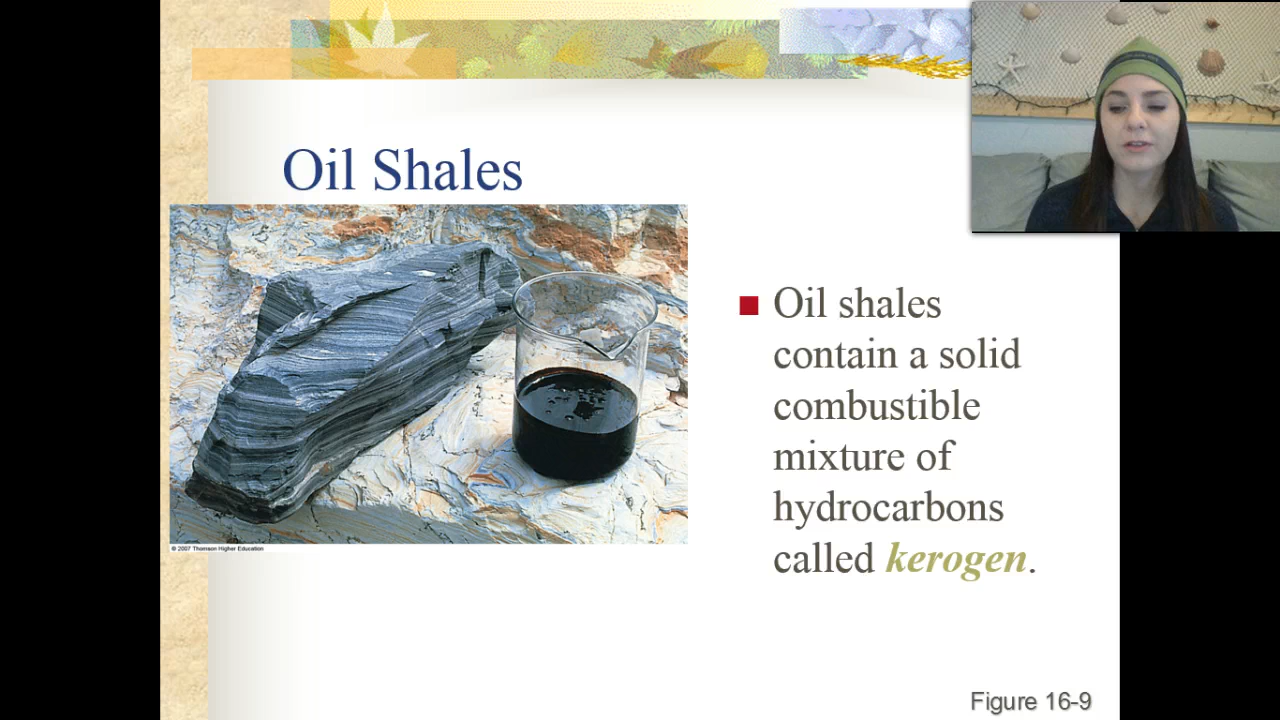 Oil Shales
© 2007 Thomson Higher Education
Oil shales
contain a solid
combustible
mixture of
hydrocarbons
called kerogen.
Figure 16-9